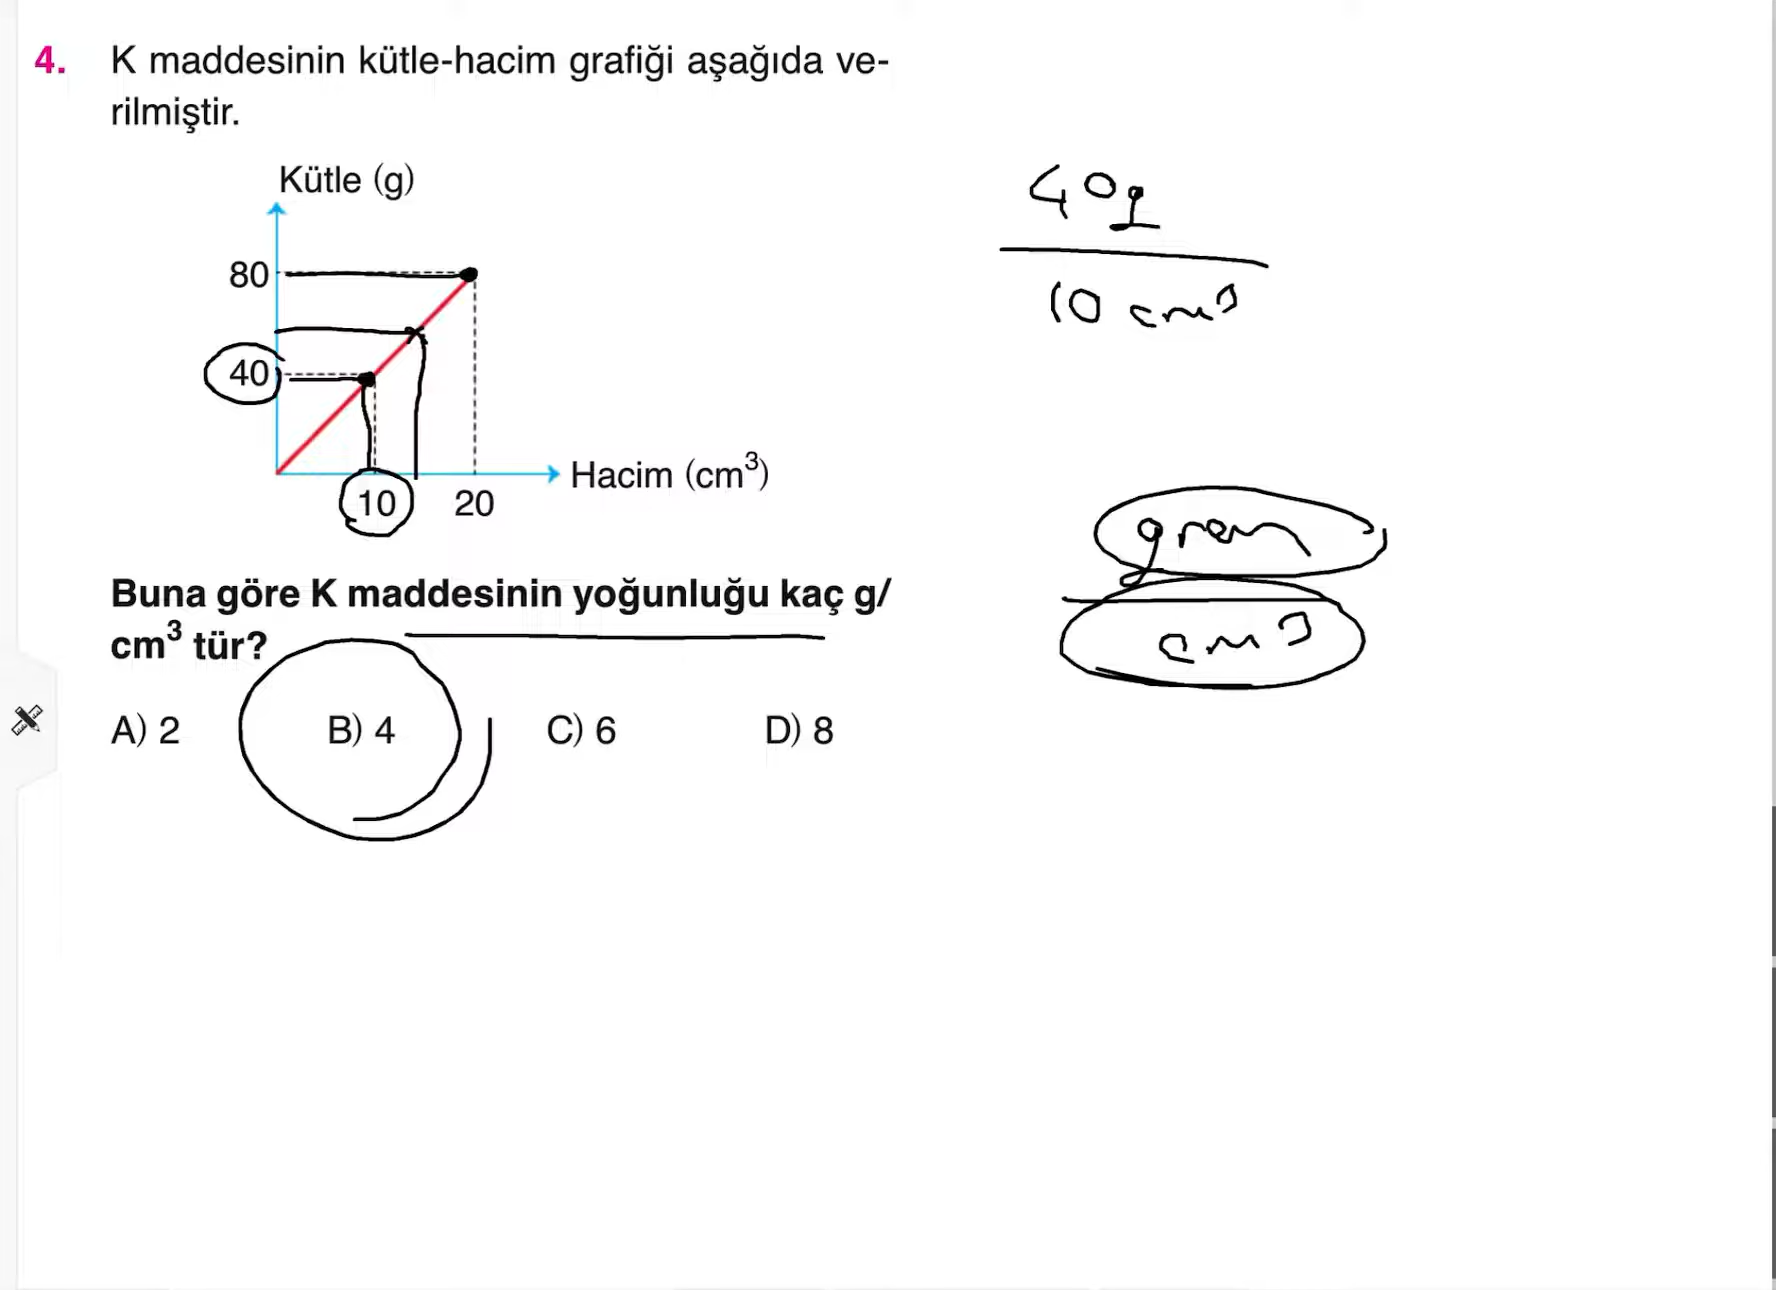 4. K maddesinin kütle-hacim grafiği aşağıda ve-
rilmiştir.
Kütle (g)
80
40
10 20
Hacim (cm³)
40g
10 cm³
gram
cm³
Buna göre K maddesinin yoğunluğu kaç g/
cm³ tür?
A) 2 B) 4 C) 6 D) 8